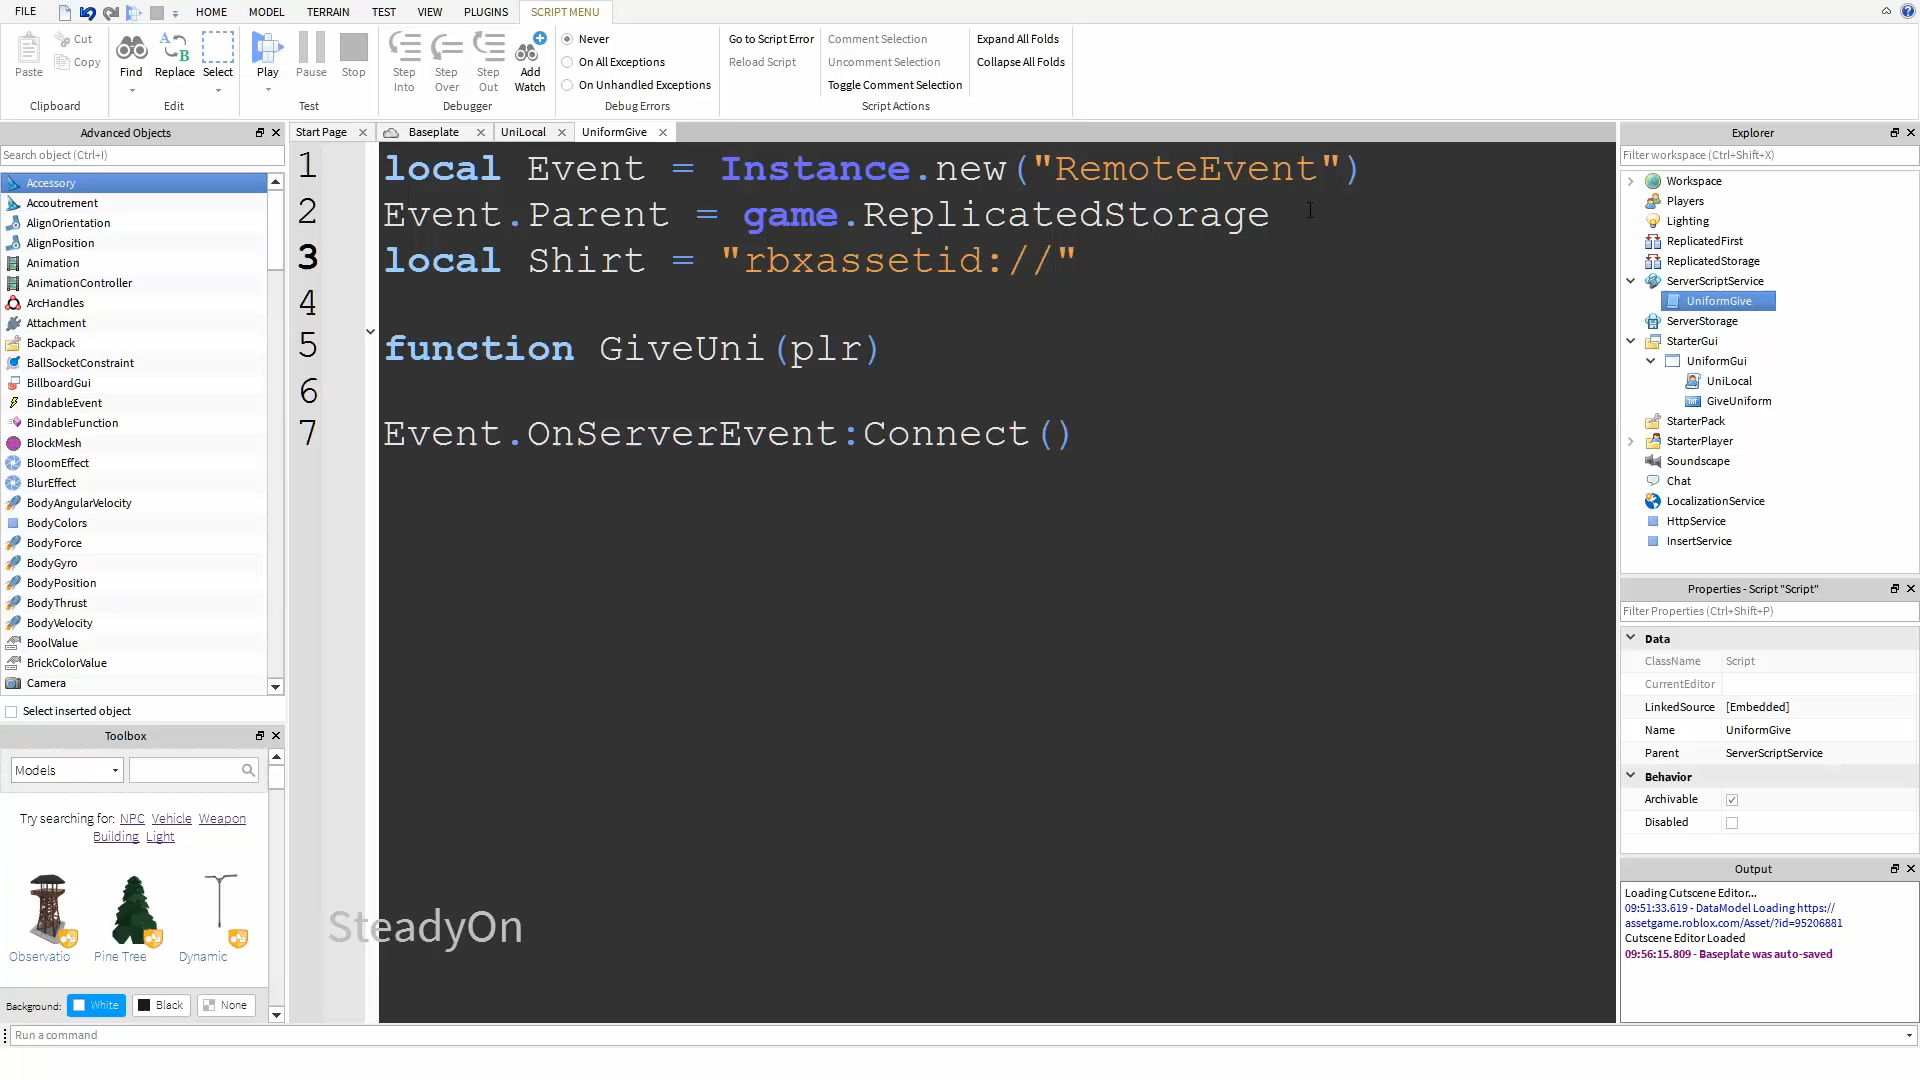 FILE
HOME
MODEL
TERRAIN
TEST
VIEW
PLUGINS
SCRIPT MENU
Paste
Cut
Copy
Clipboard
Find
Replace
Select
Edit
Play
Pause
Stop
Test
Step Into
Step Over
Step Out
Add Watch
Debugger
Never
On All Exceptions
On Unhandled Exceptions
Debug Errors
Go to Script Error
Reload Script
Comment Selection
Uncomment Selection
Toggle Comment Selection
Script Actions
Expand All Folds
Collapse All Folds
Advanced Objects
Search object (Ctrl+I)
Accessory
Accoutrement
AlignOrientation
AlignPosition
Animation
AnimationController
ArcHandles
Attachment
Backpack
BallSocketConstraint
BillboardGui
BindableEvent
BindableFunction
BlockMesh
BloomEffect
BlurEffect
BodyAngularVelocity
BodyColors
BodyForce
BodyGyro
BodyPosition
BodyThrust
BodyVelocity
BoolValue
BrickColorValue
Camera
Select inserted object
Toolbox
Models
Try searching for: NPC Vehicle Weapon
Building Light
Observatio
Pine Tree
Dynamic
Background: White Black None
Run a command
Start Page
Baseplate
UniLocal
UniformGive
1 local Event = Instance.new("RemoteEvent")
2 Event.Parent = game.ReplicatedStorage
3 local Shirt = "rbxassetid://"
4
5 function GiveUni(plr)
6
7 Event.OnServerEvent:Connect()
SteadyOn
Explorer
Filter workspace (Ctrl+Shift+X)
Workspace
Players
Lighting
ReplicatedFirst
ReplicatedStorage
ServerScriptService
UniformGive
ServerStorage
StarterGui
UniformGui
UniLocal
GiveUniform
StarterPack
StarterPlayer
Soundscape
Chat
LocalizationService
HttpService
InsertService
Properties - Script "Script"
Filter Properties (Ctrl+Shift+P)
Data
ClassName Script
CurrentEditor
LinkedSource [Embedded]
Name UniformGive
Parent ServerScriptService
Behavior
Archivable
Disabled
Output
Loading Cutscene Editor...
09:51:33.619 - DataModel Loading https://
assetgame.roblox.com/Asset/?id=95206881
Cutscene Editor Loaded
09:56:15.809 - Baseplate was auto-saved